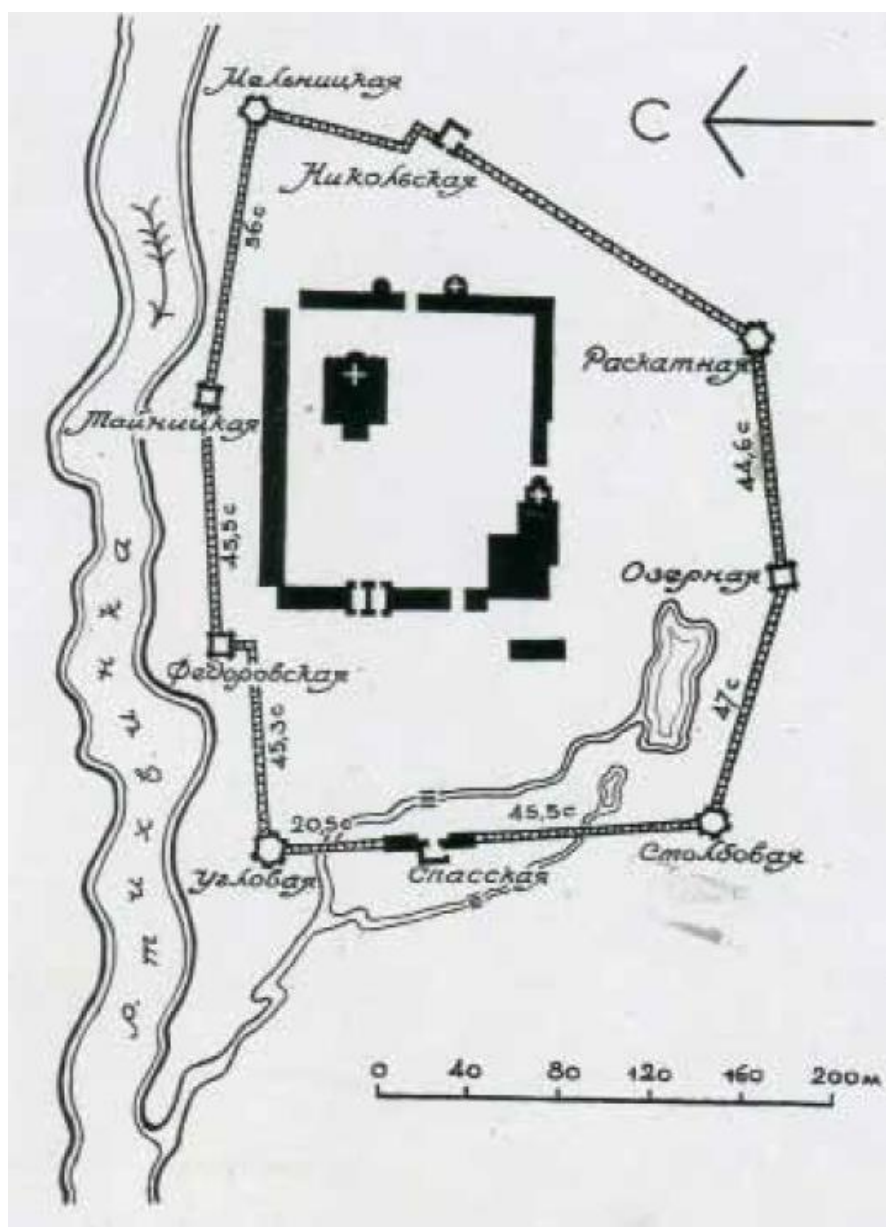 Мельницкая
С
Никольская
56с
Раскатная
Тайницкая
44,6с
45,5с
Озерная
Федоровская
47с
45,3с
20,5с
45,5с
Угловая
Спасская
Столбовая
р. тихвинка
0 40 80 120 160 200м